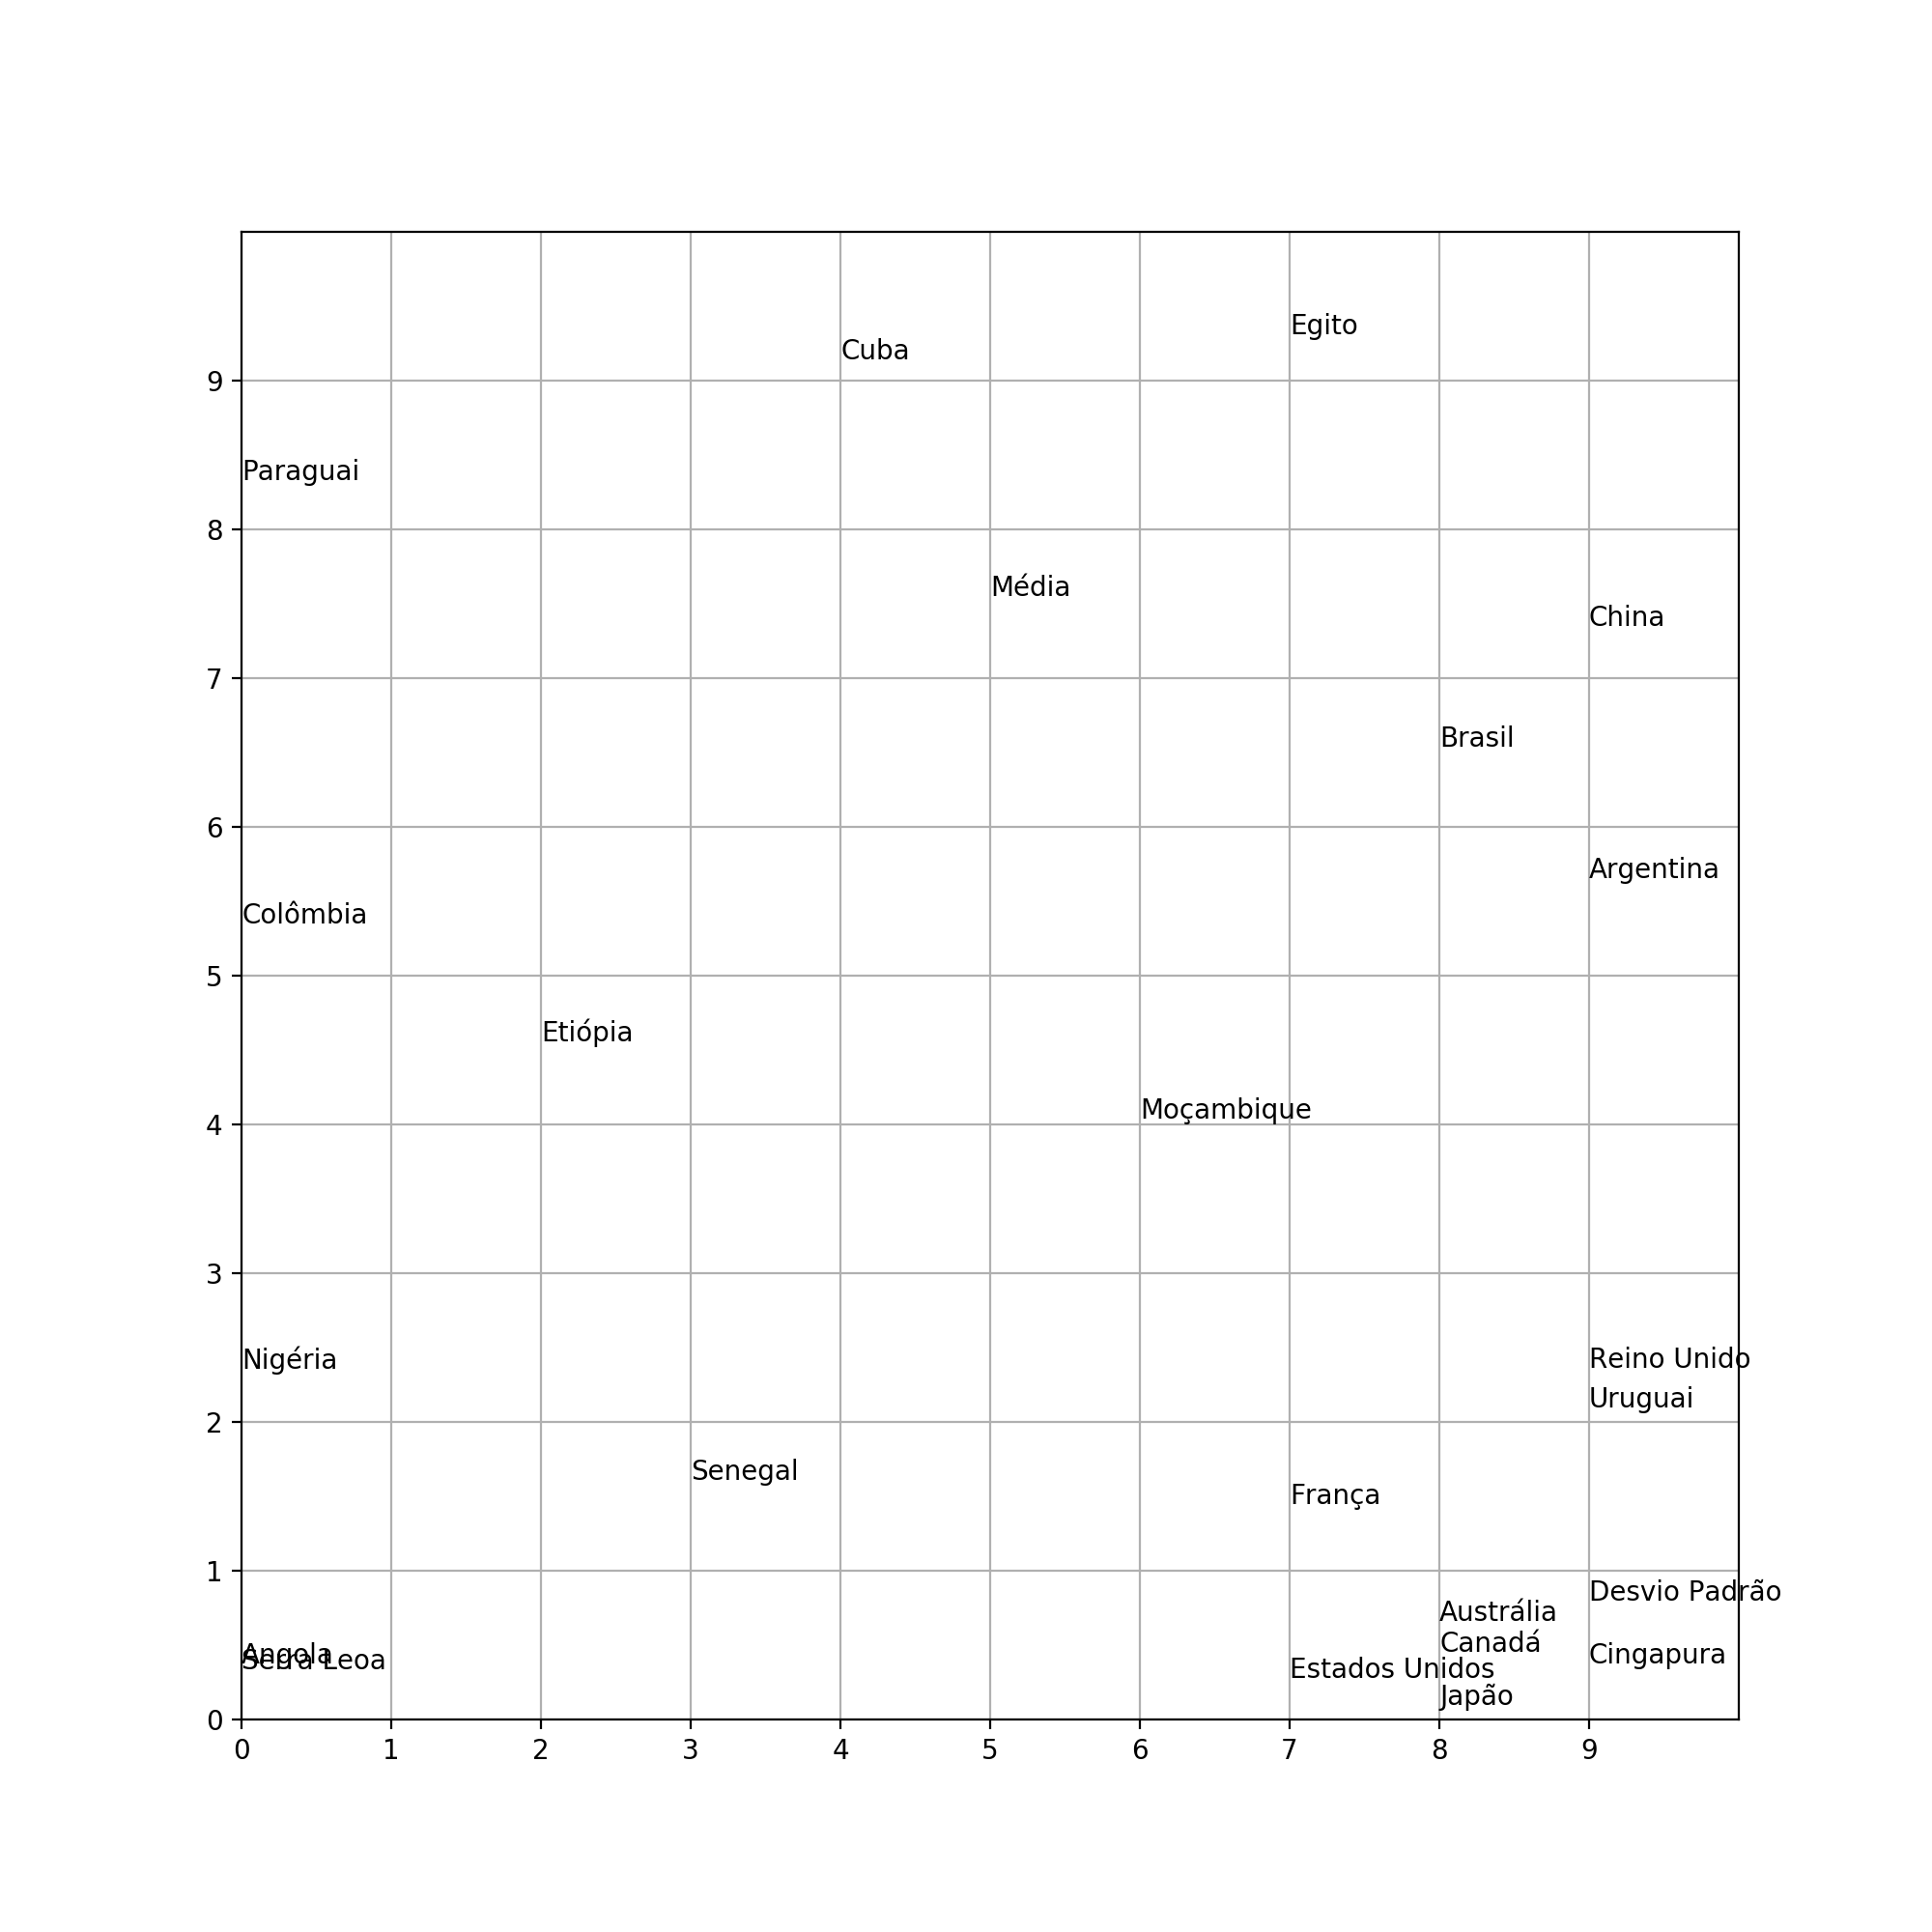 Egito
Cuba
9
Paraguai
8
Média
China
7
Brasil
6
Argentina
Colômbia
5
Etiópia
Moçambique
4
3
Nigéria
Reino Unido
Uruguai
2
Senegal
França
1
Desvio Padrão
Austrália
Canadá
Angola
Cingapura
Serra Leoa
Estados Unidos
Japão
0
0 1 2 3 4 5 6 7 8 9